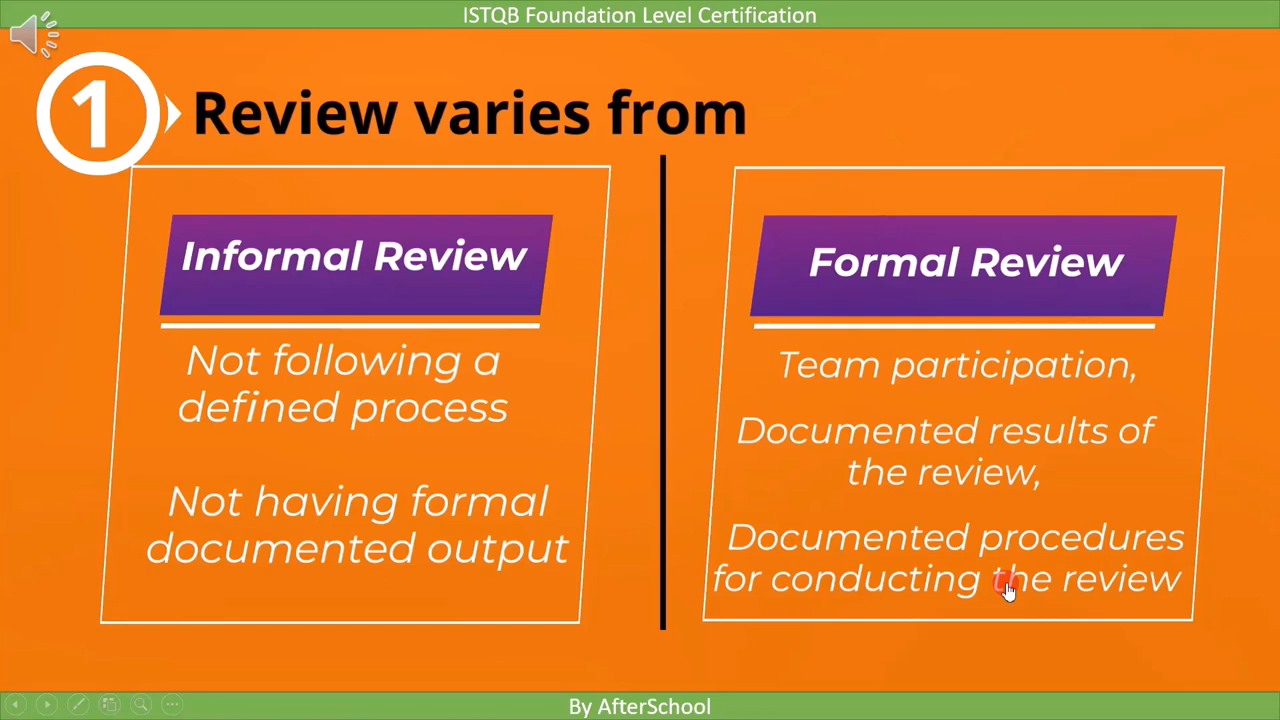 ISTQB Foundation Level Certification
1
Review varies from
Informal Review
Not following a
defined process
Not having formal
documented output
Formal Review
Team participation,
Documented results of
the review,
Documented procedures
for conducting the review
By AfterSchool